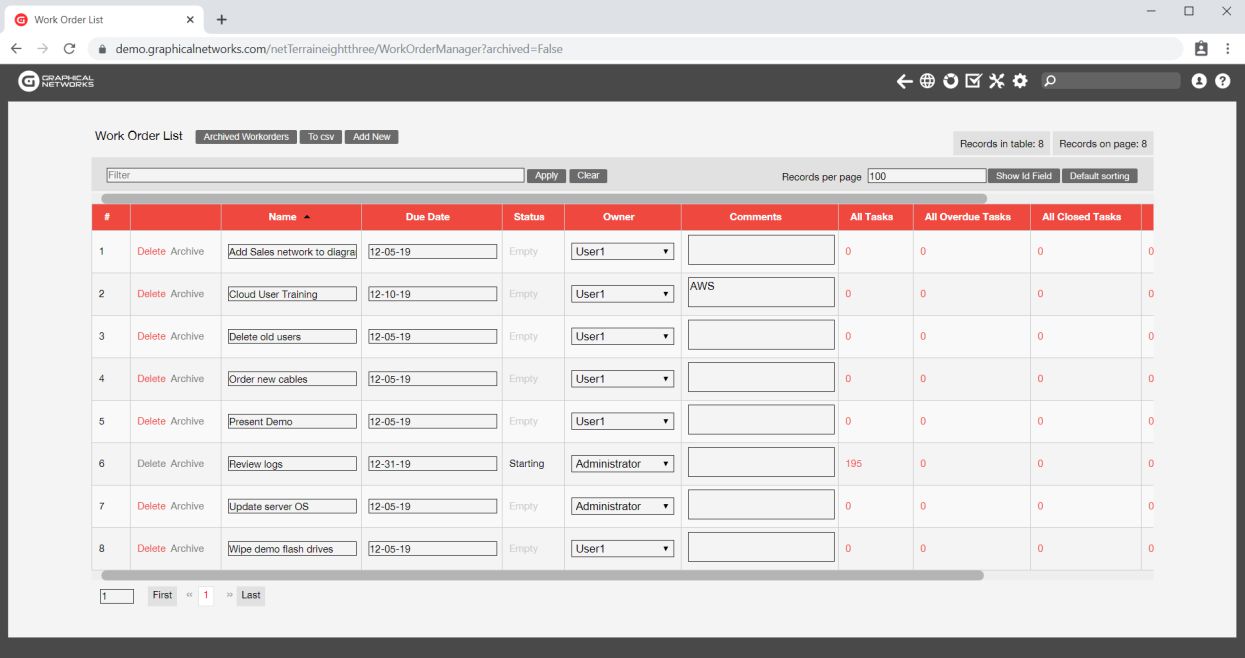 Work Order List
demo.graphicalnetworks.com/netTerraineightthree/WorkOrderManager?archived=False
GRAPHICAL
NETWORKS
Work Order List Archived Workorders To csv Add New
Records in table: 8 Records on page: 8
Filter Apply Clear Records per page 100 Show Id Field Default sorting
# Name Due Date Status Owner Comments All Tasks All Overdue Tasks All Closed Tasks
1 Delete Archive Add Sales network to diagra 12-05-19 Empty User1 0 0 0 0
2 Delete Archive Cloud User Training 12-10-19 Empty User1 AWS 0 0 0 0
3 Delete Archive Delete old users 12-05-19 Empty User1 0 0 0 0
4 Delete Archive Order new cables 12-05-19 Empty User1 0 0 0 0
5 Delete Archive Present Demo 12-05-19 Empty User1 0 0 0 0
6 Delete Archive Review logs 12-31-19 Starting Administrator 195 0 0 0
7 Delete Archive Update server OS 12-05-19 Empty Administrator 0 0 0 0
8 Delete Archive Wipe demo flash drives 12-05-19 Empty User1 0 0 0 0
1 First « 1 » Last